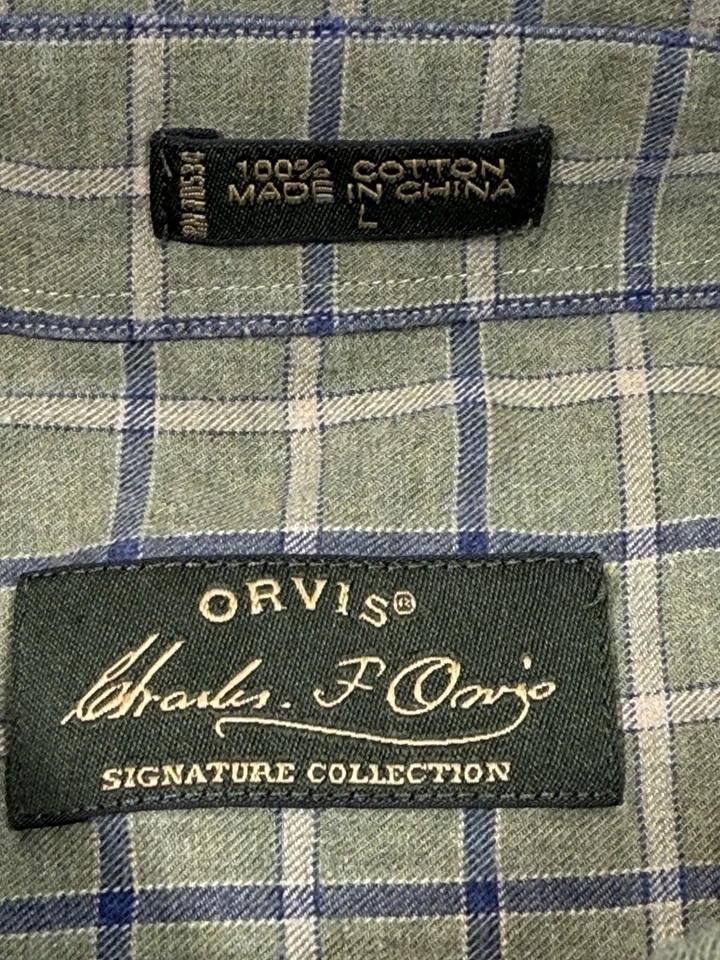 100% COTTON
MADE IN CHINA
L
ORVIS®
Charles. F Orvis
SIGNATURE COLLECTION